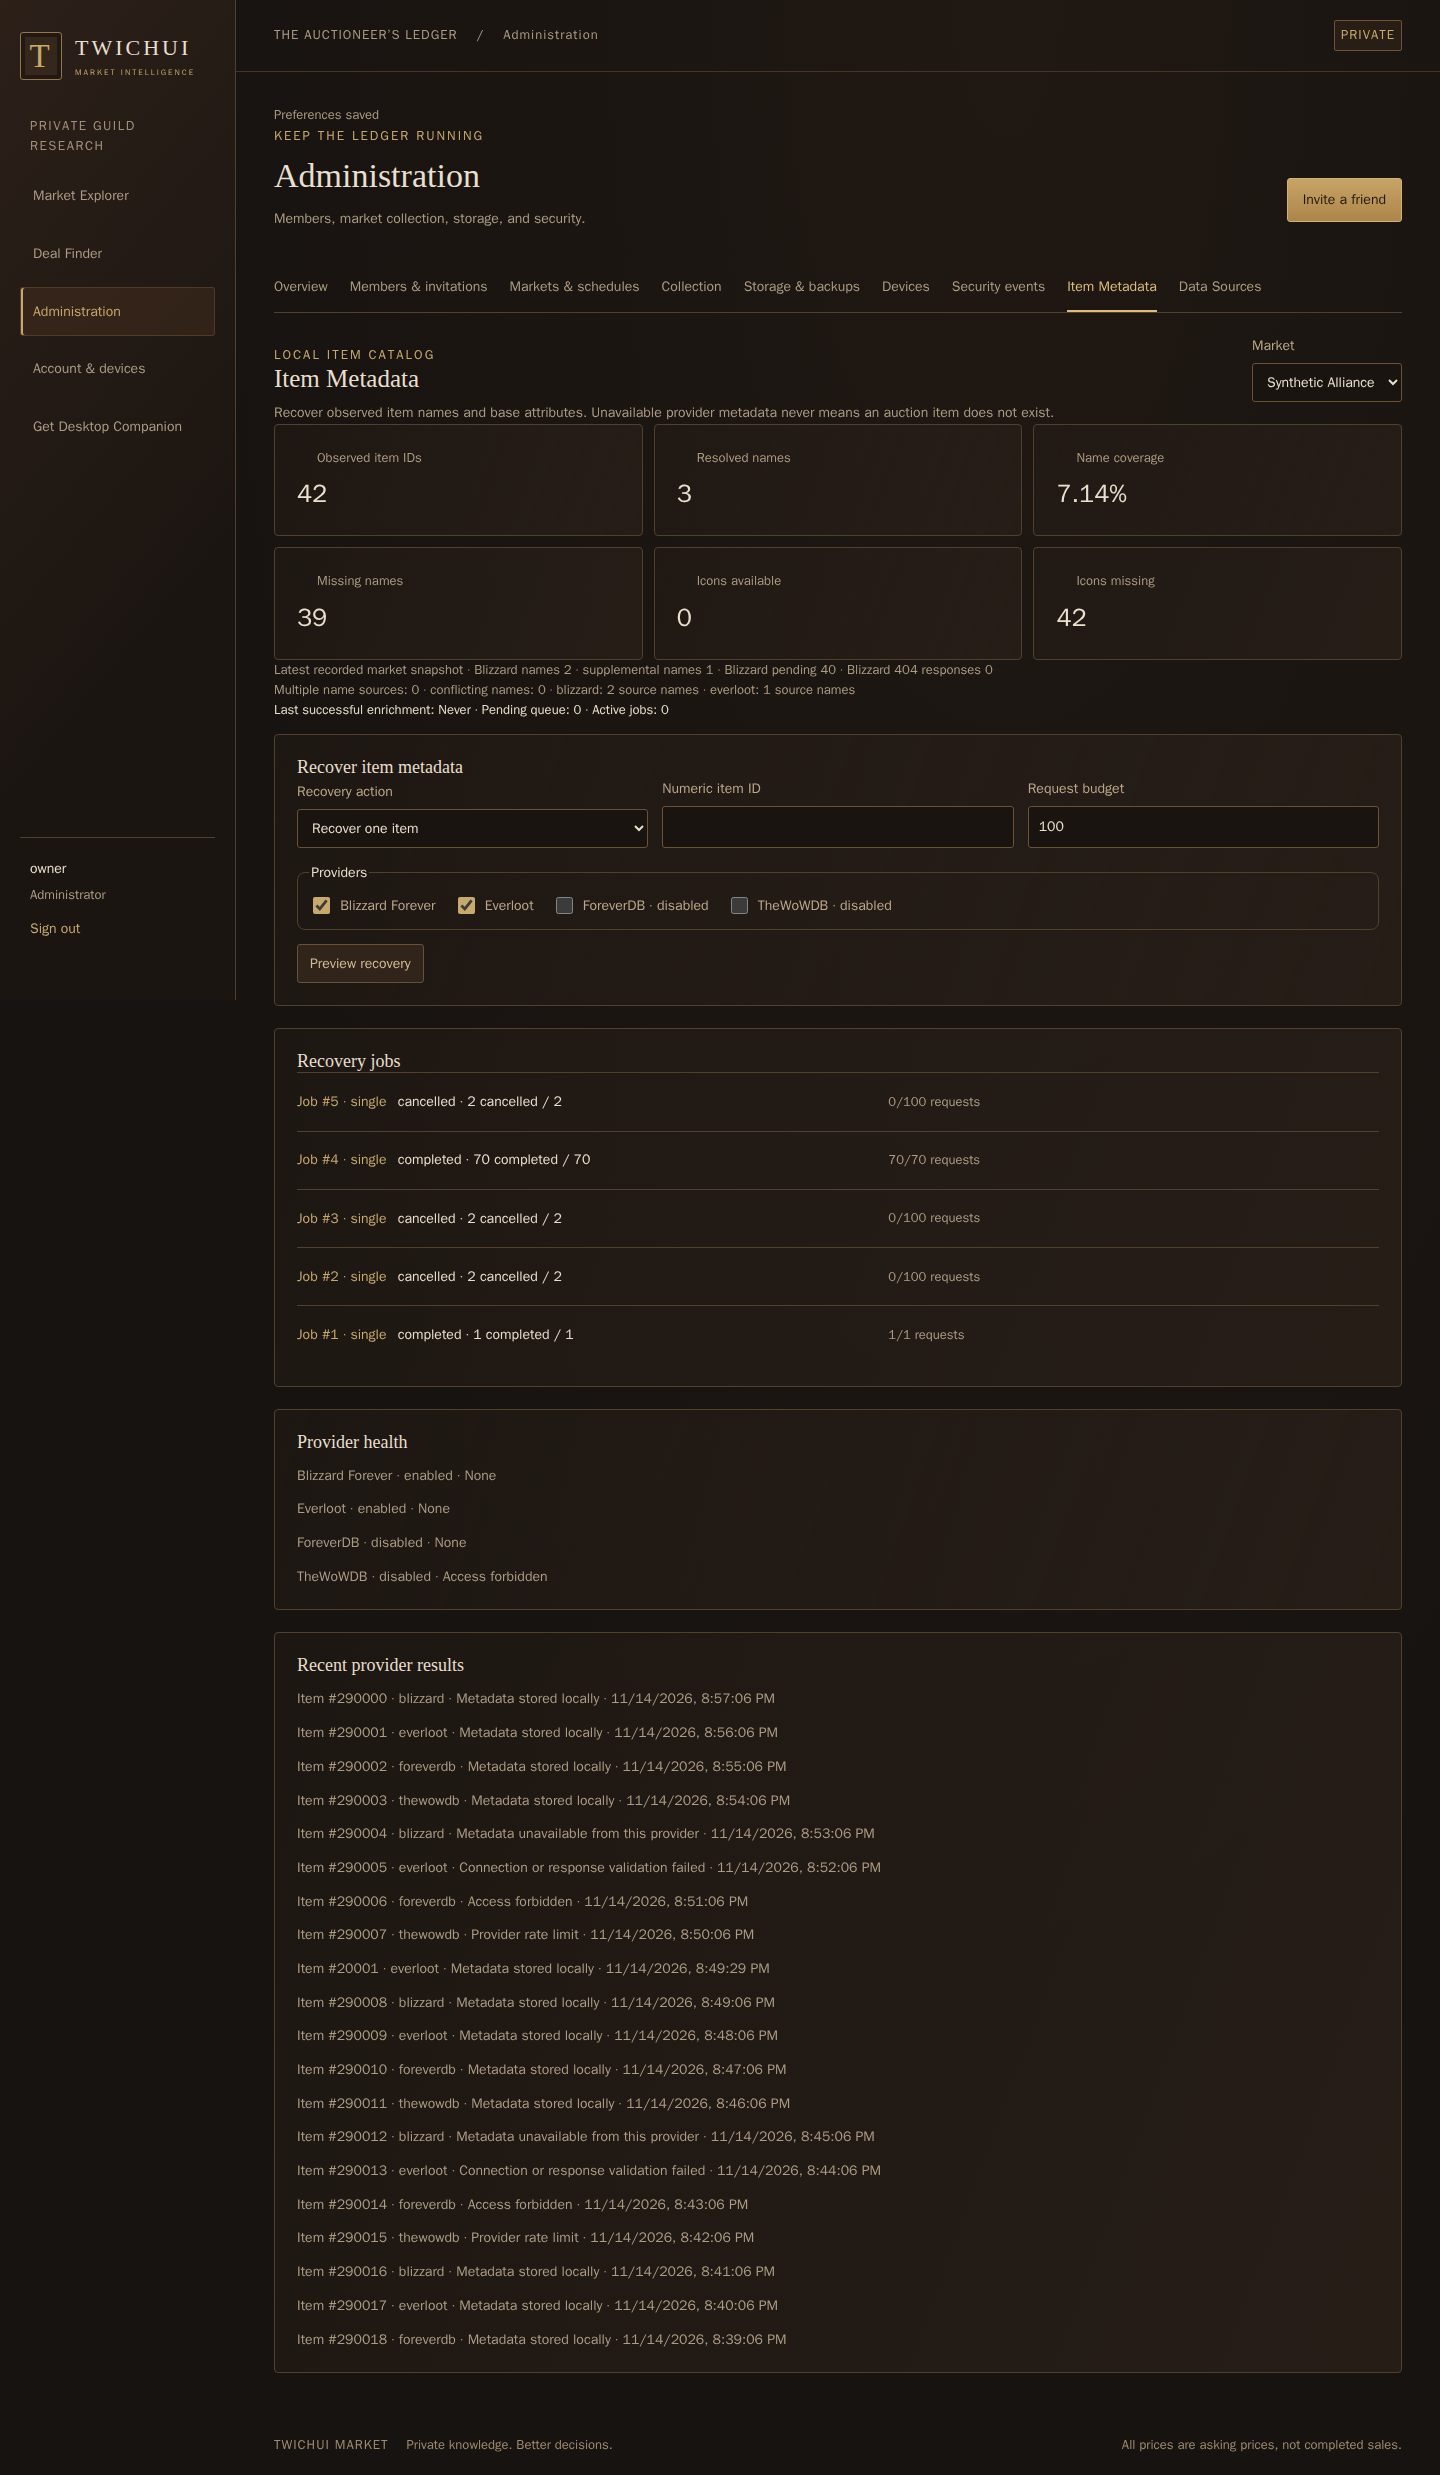 T
TWICHUI
MARKET INTELLIGENCE
PRIVATE GUILD
RESEARCH
Market Explorer
Deal Finder
Administration
Account & devices
Get Desktop Companion
owner
Administrator
Sign out
THE AUCTIONEER'S LEDGER / Administration
PRIVATE
Preferences saved
KEEP THE LEDGER RUNNING
Administration
Members, market collection, storage, and security.
Invite a friend
Overview Members & invitations Markets & schedules Collection Storage & backups Devices Security events Item Metadata Data Sources
LOCAL ITEM CATALOG
Item Metadata
Recover observed item names and base attributes. Unavailable provider metadata never means an auction item does not exist.
Market
Synthetic Alliance
Observed item IDs
42
Resolved names
3
Name coverage
7.14%
Missing names
39
Icons available
0
Icons missing
42
Latest recorded market snapshot · Blizzard names 2 · supplemental names 1 · Blizzard pending 40 · Blizzard 404 responses 0
Multiple name sources: 0 · conflicting names: 0 · blizzard: 2 source names · everloot: 1 source names
Last successful enrichment: Never · Pending queue: 0 · Active jobs: 0
Recover item metadata
Recovery action
Recover one item
Numeric item ID
Request budget
100
Providers
Blizzard Forever Everloot ForeverDB · disabled TheWoWDB · disabled
Preview recovery
Recovery jobs
Job #5 · single cancelled · 2 cancelled / 2 0/100 requests
Job #4 · single completed · 70 completed / 70 70/70 requests
Job #3 · single cancelled · 2 cancelled / 2 0/100 requests
Job #2 · single cancelled · 2 cancelled / 2 0/100 requests
Job #1 · single completed · 1 completed / 1 1/1 requests
Provider health
Blizzard Forever · enabled · None
Everloot · enabled · None
ForeverDB · disabled · None
TheWoWDB · disabled · Access forbidden
Recent provider results
Item #290000 · blizzard · Metadata stored locally · 11/14/2026, 8:57:06 PM
Item #290001 · everloot · Metadata stored locally · 11/14/2026, 8:56:06 PM
Item #290002 · foreverdb · Metadata stored locally · 11/14/2026, 8:55:06 PM
Item #290003 · thewowdb · Metadata stored locally · 11/14/2026, 8:54:06 PM
Item #290004 · blizzard · Metadata unavailable from this provider · 11/14/2026, 8:53:06 PM
Item #290005 · everloot · Connection or response validation failed · 11/14/2026, 8:52:06 PM
Item #290006 · foreverdb · Access forbidden · 11/14/2026, 8:51:06 PM
Item #290007 · thewowdb · Provider rate limit · 11/14/2026, 8:50:06 PM
Item #20001 · everloot · Metadata stored locally · 11/14/2026, 8:49:29 PM
Item #290008 · blizzard · Metadata stored locally · 11/14/2026, 8:49:06 PM
Item #290009 · everloot · Metadata stored locally · 11/14/2026, 8:48:06 PM
Item #290010 · foreverdb · Metadata stored locally · 11/14/2026, 8:47:06 PM
Item #290011 · thewowdb · Metadata stored locally · 11/14/2026, 8:46:06 PM
Item #290012 · blizzard · Metadata unavailable from this provider · 11/14/2026, 8:45:06 PM
Item #290013 · everloot · Connection or response validation failed · 11/14/2026, 8:44:06 PM
Item #290014 · foreverdb · Access forbidden · 11/14/2026, 8:43:06 PM
Item #290015 · thewowdb · Provider rate limit · 11/14/2026, 8:42:06 PM
Item #290016 · blizzard · Metadata stored locally · 11/14/2026, 8:41:06 PM
Item #290017 · everloot · Metadata stored locally · 11/14/2026, 8:40:06 PM
Item #290018 · foreverdb · Metadata stored locally · 11/14/2026, 8:39:06 PM
TWICHUI MARKET Private knowledge. Better decisions.
All prices are asking prices, not completed sales.